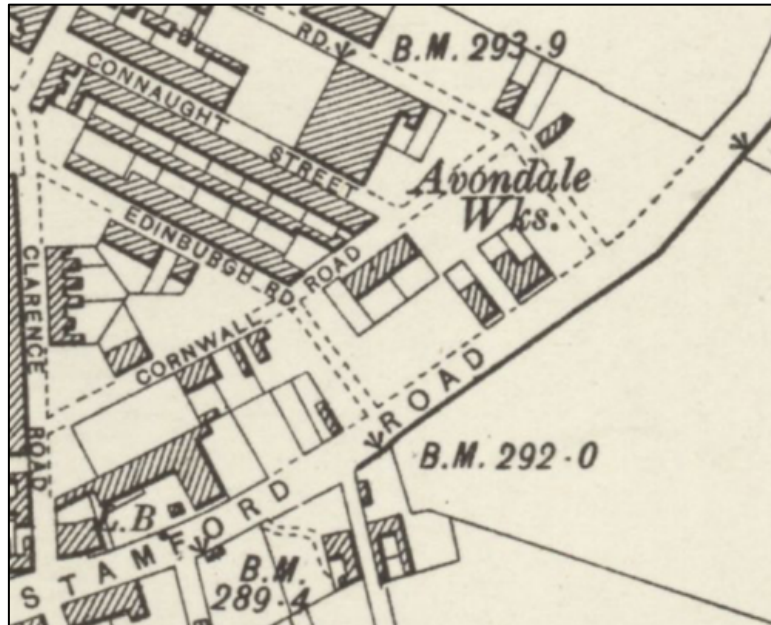 RD.
B.M. 293·9
CONNAUGHT STREET
Avondale
Wks.
EDINBURGH RD.
CLARENCE ROAD
CORNWALL ROAD
STAMFORD ROAD
B.M. 292·0
L.B
B.M.
289·4